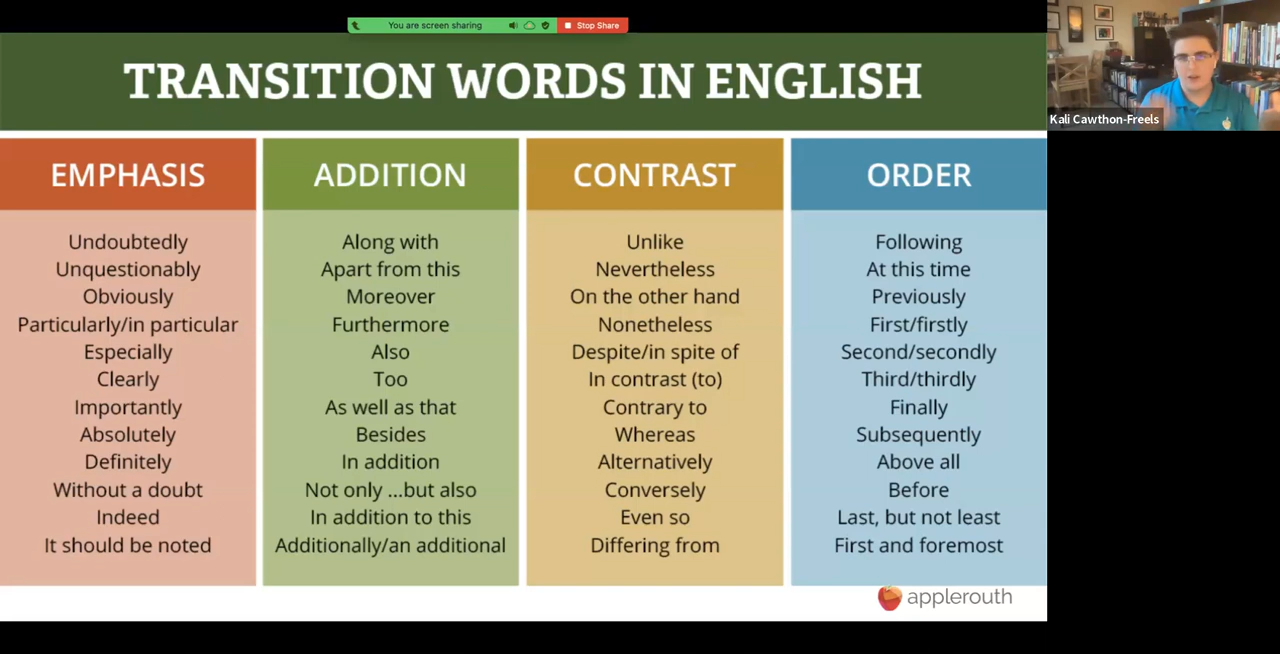 You are screen sharing
Stop Share
TRANSITION WORDS IN ENGLISH
Kali Cawthon-Freels
EMPHASIS
Undoubtedly
Unquestionably
Obviously
Particularly/in particular
Especially
Clearly
Importantly
Absolutely
Definitely
Without a doubt
Indeed
It should be noted
ADDITION
Along with
Apart from this
Moreover
Furthermore
Also
Too
As well as that
Besides
In addition
Not only ...but also
In addition to this
Additionally/an additional
CONTRAST
Unlike
Nevertheless
On the other hand
Nonetheless
Despite/in spite of
In contrast (to)
Contrary to
Whereas
Alternatively
Conversely
Even so
Differing from
ORDER
Following
At this time
Previously
First/firstly
Second/secondly
Third/thirdly
Finally
Subsequently
Above all
Before
Last, but not least
First and foremost
applerouth